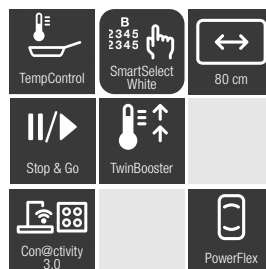 B
2345
2345
TempControl
SmartSelect
White
80 cm
Stop & Go
TwinBooster
Con@ctivity
3.0
PowerFlex